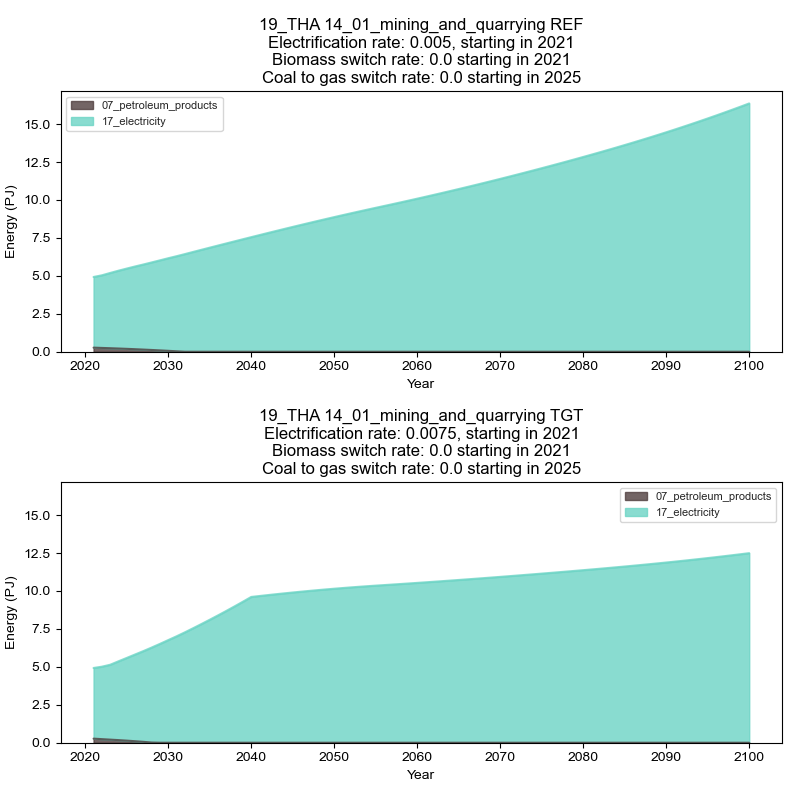 19_THA 14_01_mining_and_quarrying REF
Electrification rate: 0.005, starting in 2021
Biomass switch rate: 0.0 starting in 2021
Coal to gas switch rate: 0.0 starting in 2025
07_petroleum_products
17_electricity
Energy (PJ)
15.0
12.5
10.0
7.5
5.0
2.5
0.0
2020 2030 2040 2050 2060 2070 2080 2090 2100
Year
19_THA 14_01_mining_and_quarrying TGT
Electrification rate: 0.0075, starting in 2021
Biomass switch rate: 0.0 starting in 2021
Coal to gas switch rate: 0.0 starting in 2025
07_petroleum_products
17_electricity
Energy (PJ)
15.0
12.5
10.0
7.5
5.0
2.5
0.0
2020 2030 2040 2050 2060 2070 2080 2090 2100
Year